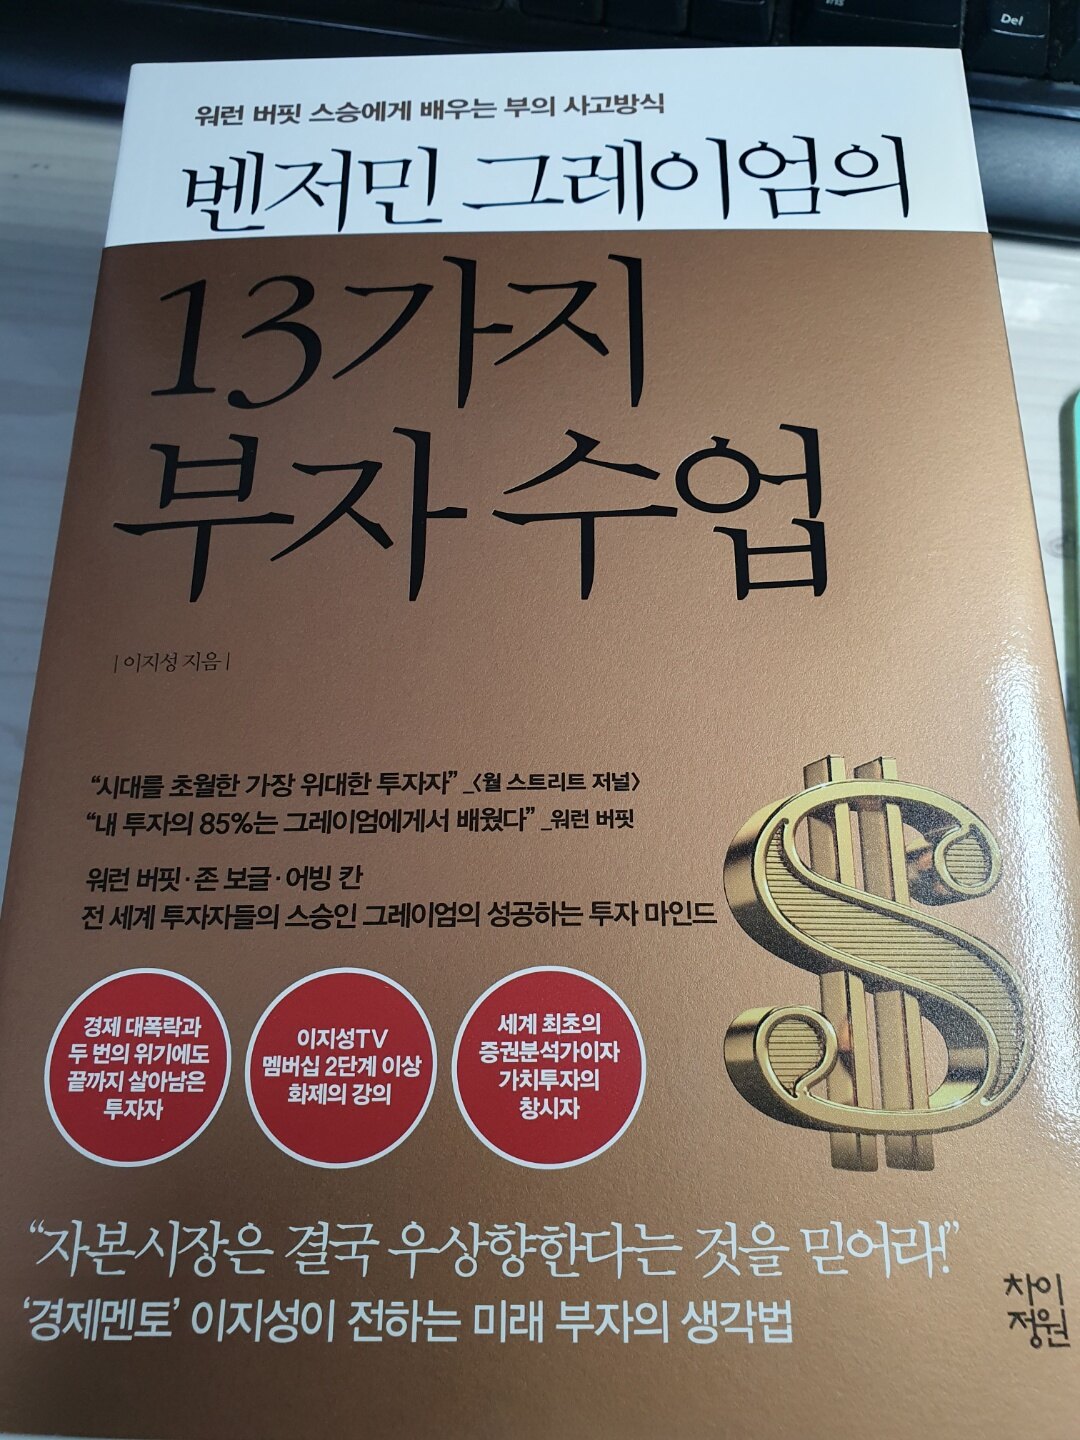 Del
워런 버핏 스승에게 배우는 부의 사고방식
벤저민 그레이엄의
13가지
부자 수업
| 이지성 지음 |
“시대를 초월한 가장 위대한 투자자” _〈월 스트리트 저널〉
“내 투자의 85%는 그레이엄에게서 배웠다” _워런 버핏
워런 버핏 · 존 보글 · 어빙 칸
전 세계 투자자들의 스승인 그레이엄의 성공하는 투자 마인드
경제 대폭락과
두 번의 위기에도
끝까지 살아남은
투자자
이지성TV
멤버십 2단계 이상
화제의 강의
세계 최초의
증권분석가이자
가치투자의
창시자
“자본시장은 결국 우상향한다는 것을 믿어라!”
‘경제멘토’ 이지성이 전하는 미래 부자의 생각법
차이
정원